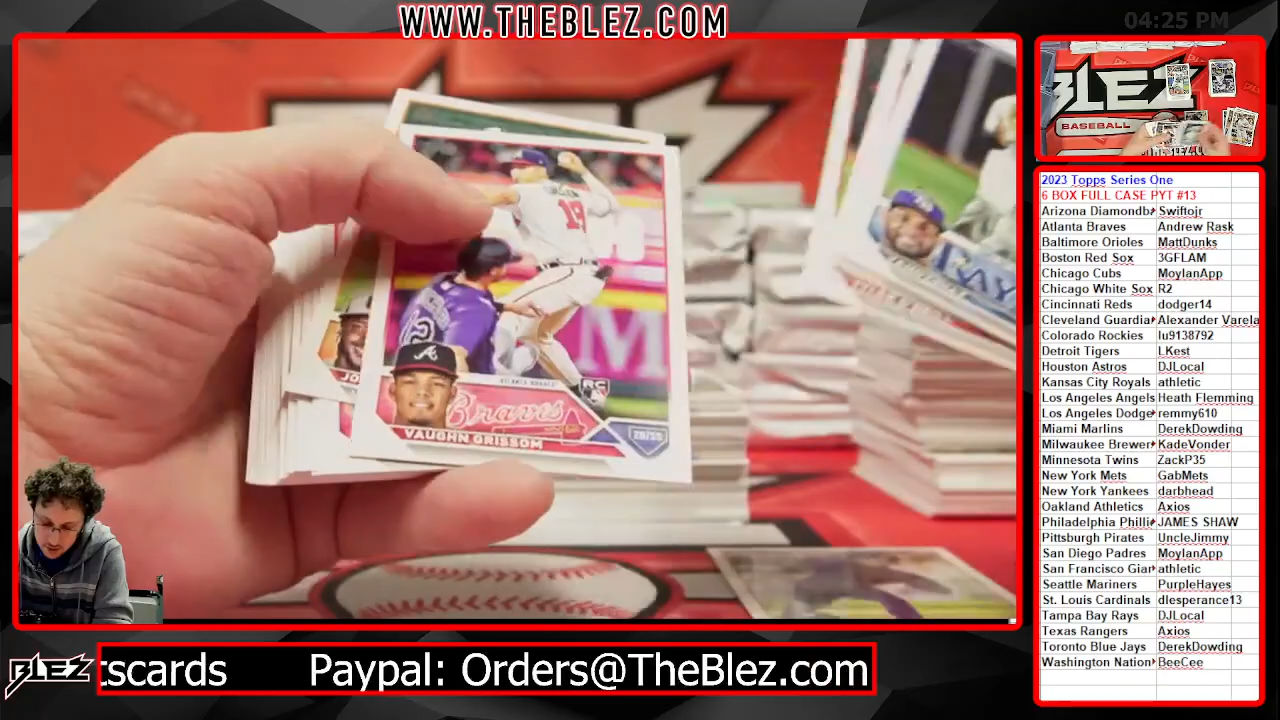 WWW.THEBLEZ.COM
04:25 PM
BLEZ
BASEBALL
19
Braves
RC
VAUGHN GRISSOM
2023 Topps Series One
6 BOX FULL CASE PYT #13
Arizona Diamondb Swiftojr
Atlanta Braves Andrew Rask
Baltimore Orioles MattDunks
Boston Red Sox 3GFLAM
Chicago Cubs MoylanApp
Chicago White Sox R2
Cincinnati Reds dodger14
Cleveland Guardia Alexander Varela
Colorado Rockies lu9138792
Detroit Tigers LKest
Houston Astros DJLocal
Kansas City Royals athletic
Los Angeles Angels Heath Flemming
Los Angeles Dodge remmy610
Miami Marlins DerekDowding
Milwaukee Brewer KadeVonder
Minnesota Twins ZackP35
New York Mets GabMets
New York Yankees darbhead
Oakland Athletics Axios
Philadelphia Philli JAMES SHAW
Pittsburgh Pirates UncleJimmy
San Diego Padres MoylanApp
San Francisco Gian athletic
Seattle Mariners PurpleHayes
St. Louis Cardinals dlesperance13
Tampa Bay Rays DJLocal
Texas Rangers Axios
Toronto Blue Jays DerekDowding
Washington Nation BeeCee
BLEZ
tscards Paypal: Orders@TheBlez.com